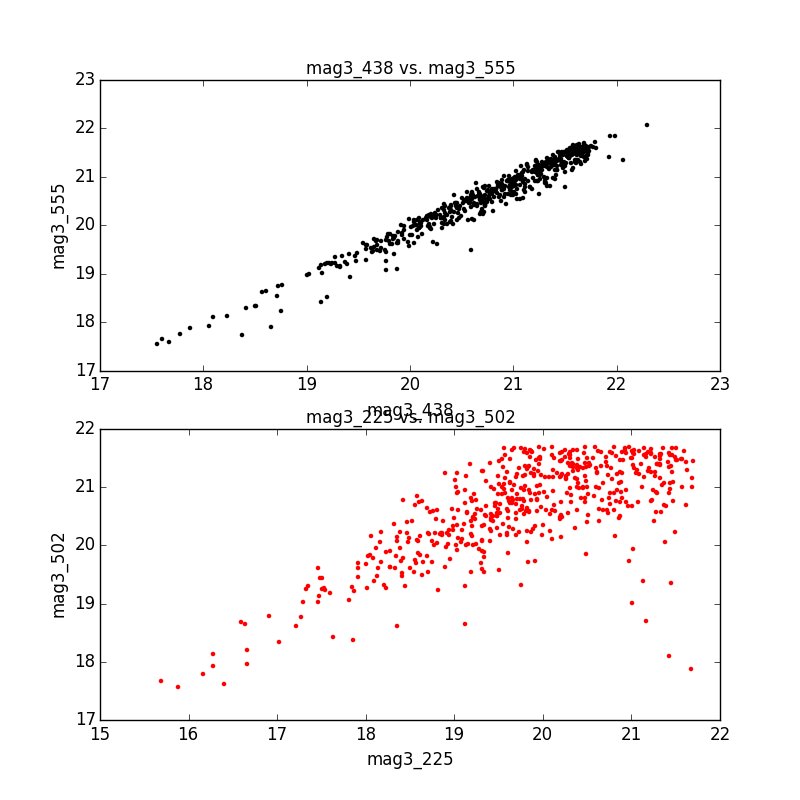 mag3_438 vs. mag3_555
23
22
21
20
19
18
17
mag3_555
17 18 19 20 21 22 23
mag3_438
mag3_225 vs. mag3_502
22
21
20
19
18
17
mag3_502
15 16 17 18 19 20 21 22
mag3_225